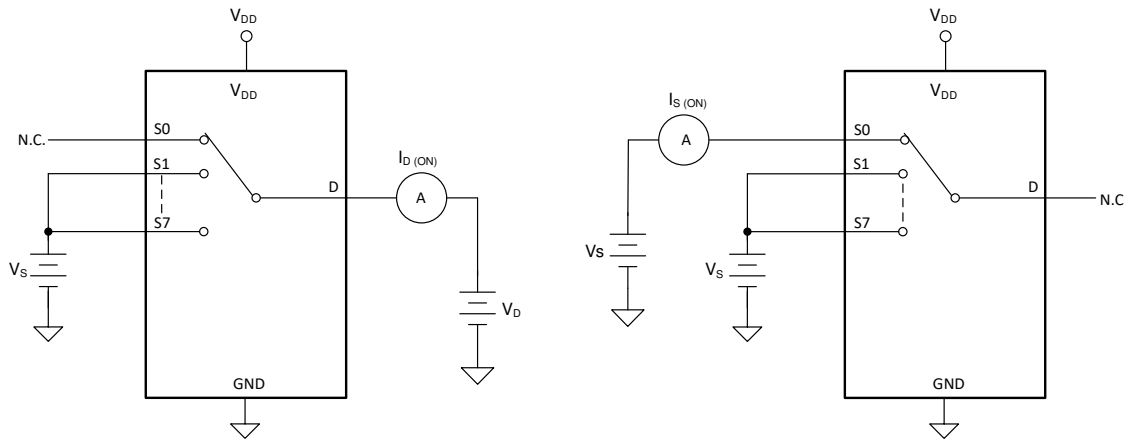 VDD
VDD
N.C.
S0
S1
S7
D
ID (ON)
A
VS
VD
GND
VDD
VDD
IS (ON)
A
S0
S1
S7
D
N.C
VS
VS
GND